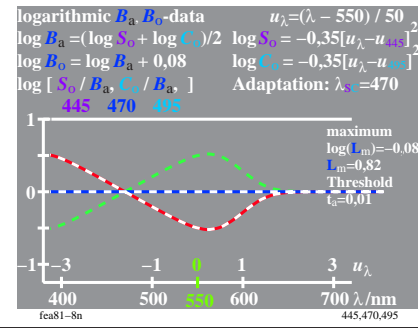 logarithmic Ba, Bo-data uλ=(λ – 550) / 50
log Ba=(log So+ log Co)/2 log So= –0,35[uλ–u445]²
log Bo= log Ba+ 0,08 log Co= –0,35[uλ–u495]²
log [ So / Ba, Co / Ba, ] Adaptation: λ =470
445 470 495
1
maximum
log(Lm)=–0,08
Lm=0,82
0
Threshold
ta=0,01
–1 –3 –1 0 1 3 uλ
400 500 550 600 700 λ/nm
fea81–8n 445,470,495